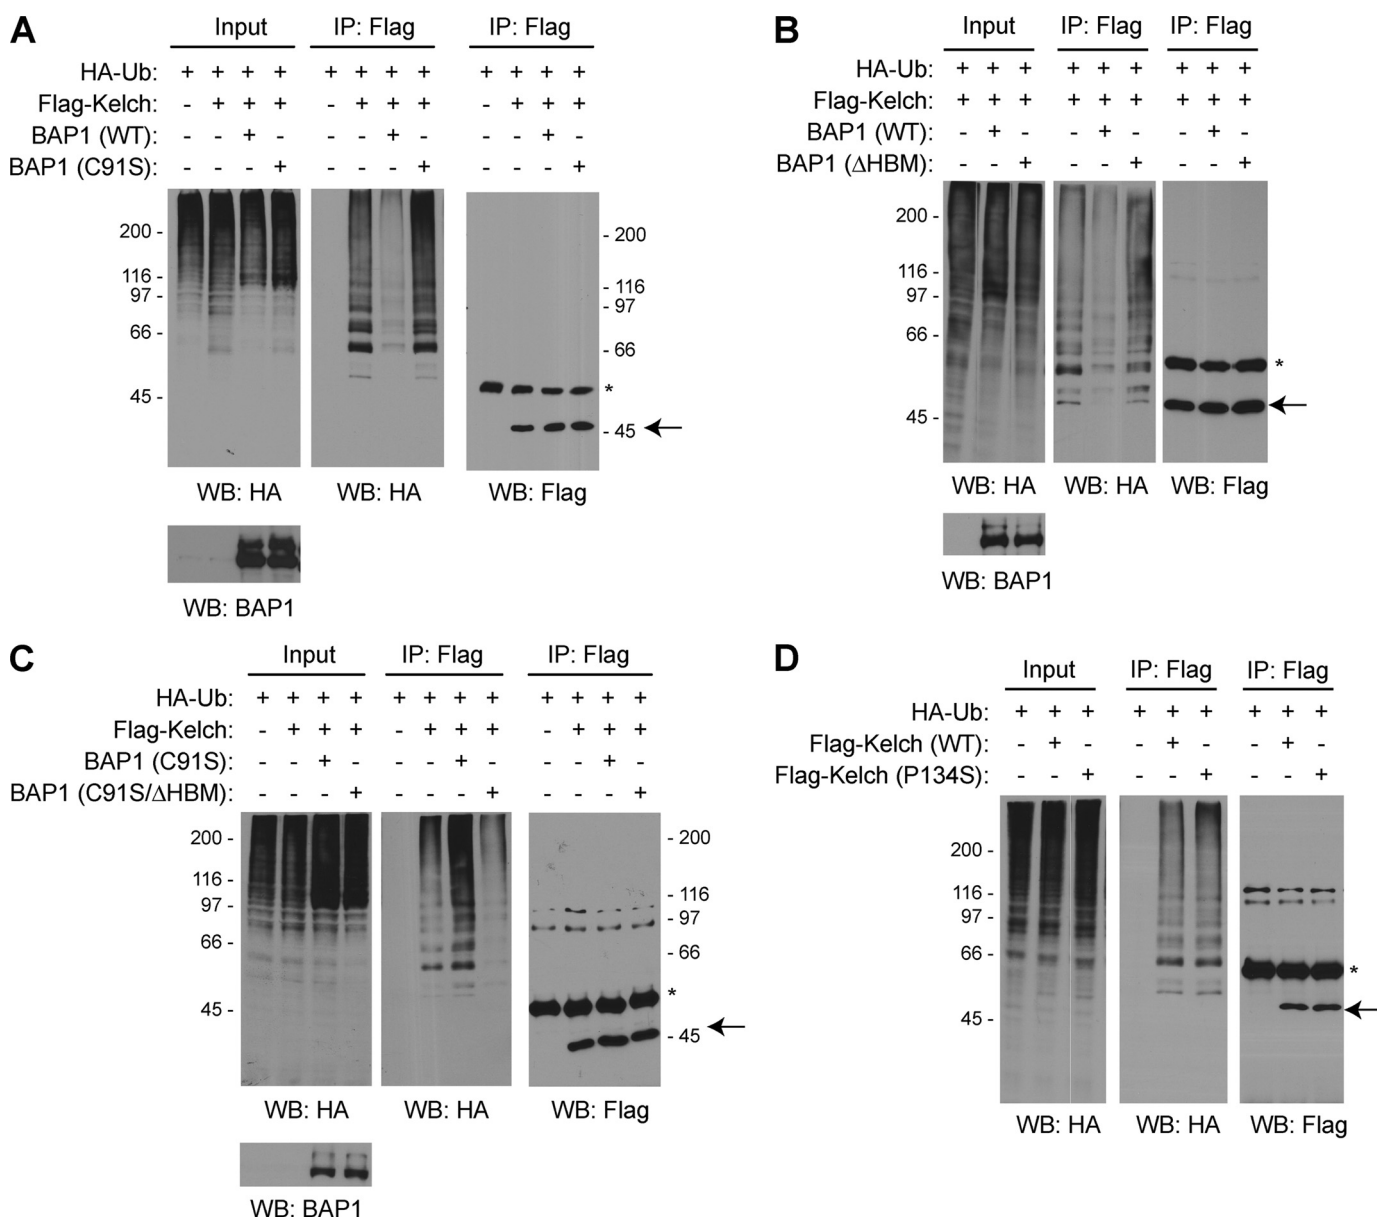 A
Input IP: Flag IP: Flag
HA-Ub: + + + + + + + + + + + +
Flag-Kelch: - + + + - + + + - + + +
BAP1 (WT): - - + - - - + - - - + -
BAP1 (C91S): - - - + - - - + - - - +
200 -
116 -
97 -
66 -
45 -
- 200
- 116
- 97
- 66
*
- 45
WB: HA WB: HA WB: Flag
WB: BAP1
B
Input IP: Flag IP: Flag
HA-Ub: + + + + + + + + +
Flag-Kelch: + + + + + + + + +
BAP1 (WT): - + - - + - - + -
BAP1 (ΔHBM): - - + - - + - - +
200 -
116 -
97 -
66 -
45 -
*
WB: HA WB: HA WB: Flag
WB: BAP1
C
Input IP: Flag IP: Flag
HA-Ub: + + + + + + + + + + + +
Flag-Kelch: - + + + - + + + - + + +
BAP1 (C91S): - - + - - - + - - - + -
BAP1 (C91S/ΔHBM): - - - + - - - + - - - +
200 -
116 -
97 -
66 -
45 -
- 200
- 116
- 97
- 66
*
- 45
WB: HA WB: HA WB: Flag
WB: BAP1
D
Input IP: Flag IP: Flag
HA-Ub: + + + + + + + + +
Flag-Kelch (WT): - + - - + - - + -
Flag-Kelch (P134S): - - + - - + - - +
200 -
116 -
97 -
66 -
45 -
*
WB: HA WB: HA WB: Flag